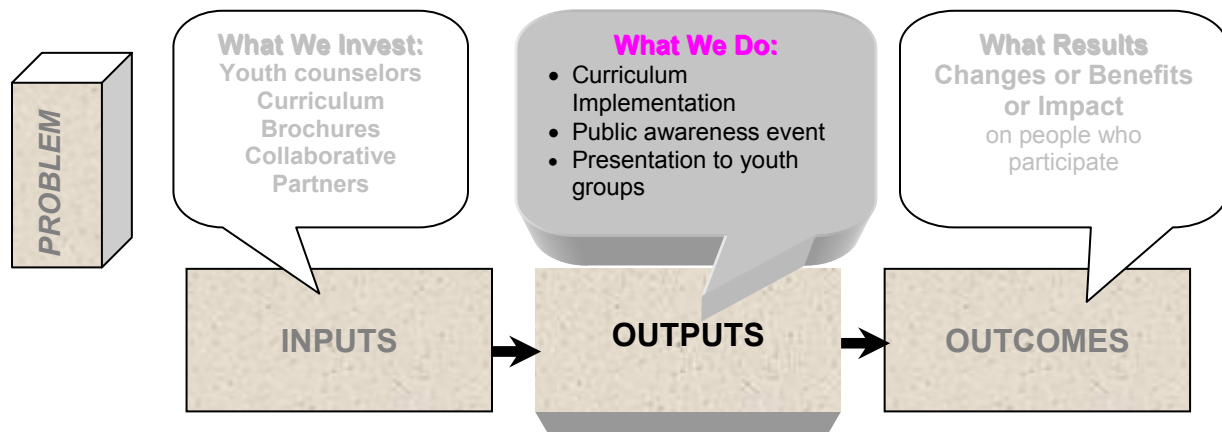 PROBLEM
What We Invest:
Youth counselors
Curriculum
Brochures
Collaborative
Partners
INPUTS
What We Do:
• Curriculum
Implementation
• Public awareness event
• Presentation to youth
groups
OUTPUTS
What Results
Changes or Benefits
or Impact
on people who
participate
OUTCOMES